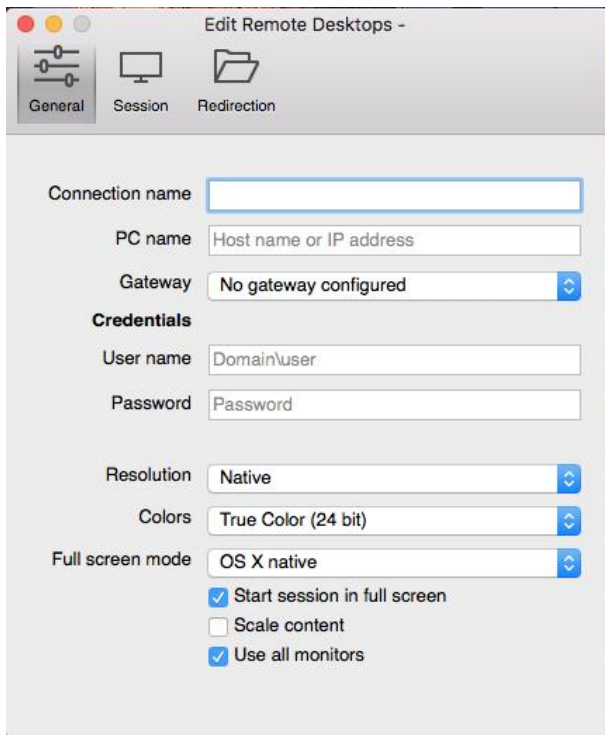 Edit Remote Desktops -
General Session Redirection
Connection name
PC name Host name or IP address
Gateway No gateway configured
Credentials
User name Domain\user
Password Password
Resolution Native
Colors True Color (24 bit)
Full screen mode OS X native
Start session in full screen
Scale content
Use all monitors